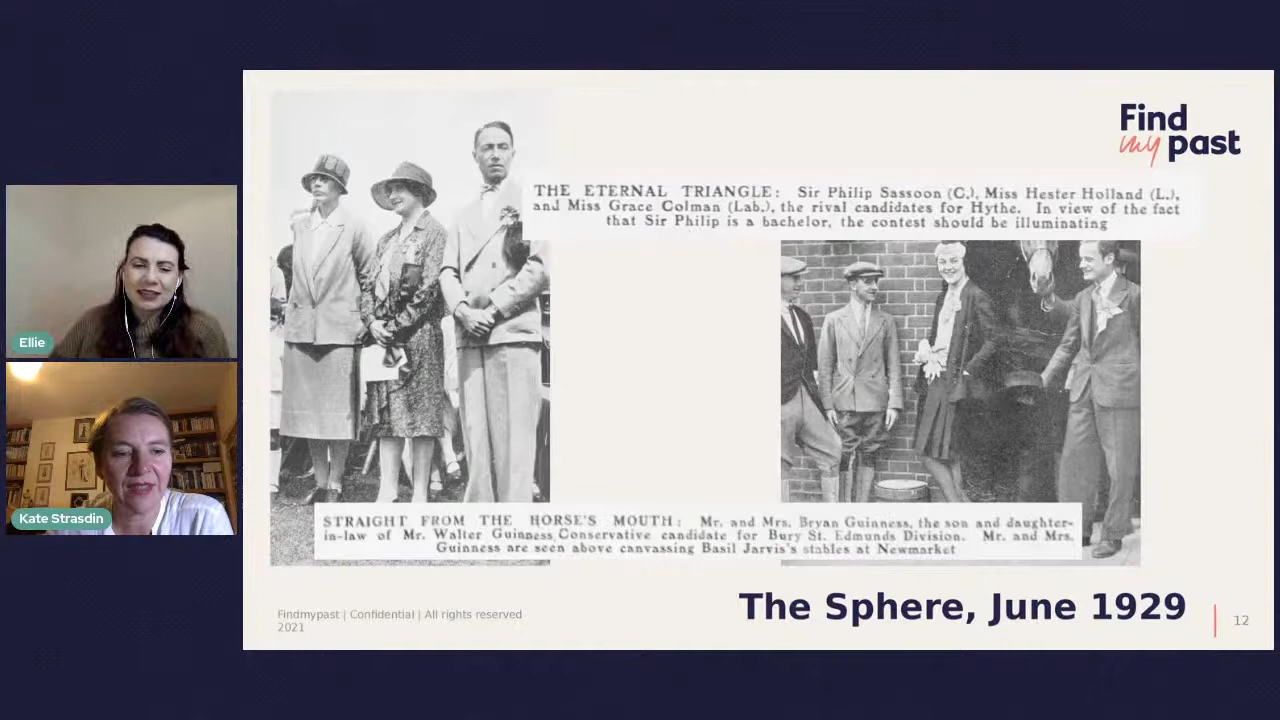 Find
my past
THE ETERNAL TRIANGLE: Sir Philip Sassoon (C.), Miss Hester Holland (L.),
and Miss Grace Colman (Lab.), the rival candidates for Hythe. In view of the fact
that Sir Philip is a bachelor, the contest should be illuminating
Ellie
Kate Strasdin
STRAIGHT FROM THE HORSE'S MOUTH: Mr. and Mrs. Bryan Guinness, the son and daughter-
in-law of Mr. Walter Guinness Conservative candidate for Bury St. Edmunds Division. Mr. and Mrs.
Guinness are seen above canvassing Basil Jarvis's stables at Newmarket
The Sphere, June 1929
Findmypast | Confidential | All rights reserved
2021
12